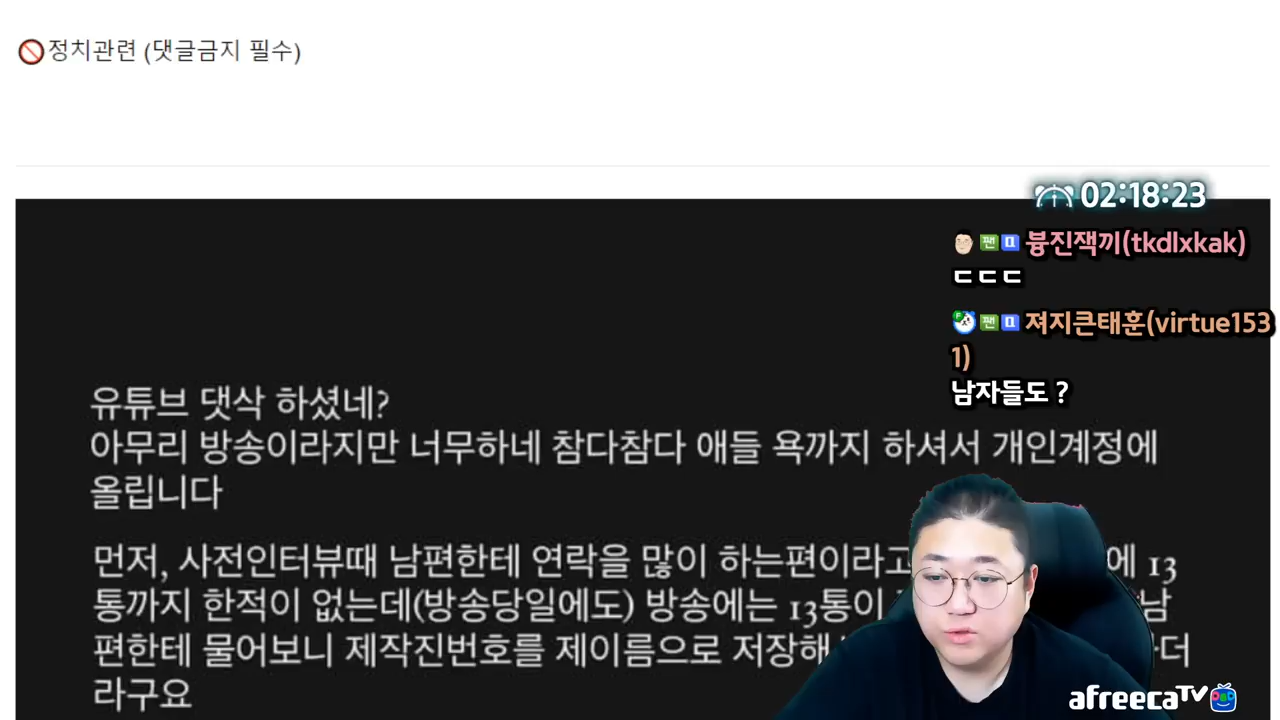 정치관련 (댓글금지 필수)
02:18:23
뷩진잭끼(tkdlxkak)
ㄷㄷㄷ
져지큰태훈(virtue153
1)
남자들도 ?
유튜브 댓삭 하셨네?
아무리 방송이라지만 너무하네 참다참다 애들 욕까지 하셔서 개인계정에
올립니다
먼저, 사전인터뷰때 남편한테 연락을 많이 하는편이라고 에 13
통까지 한적이 없는데(방송당일에도) 방송에는 13통이 남
편한테 물어보니 제작진번호를 제이름으로 저장해 더
라구요
afreecaTV